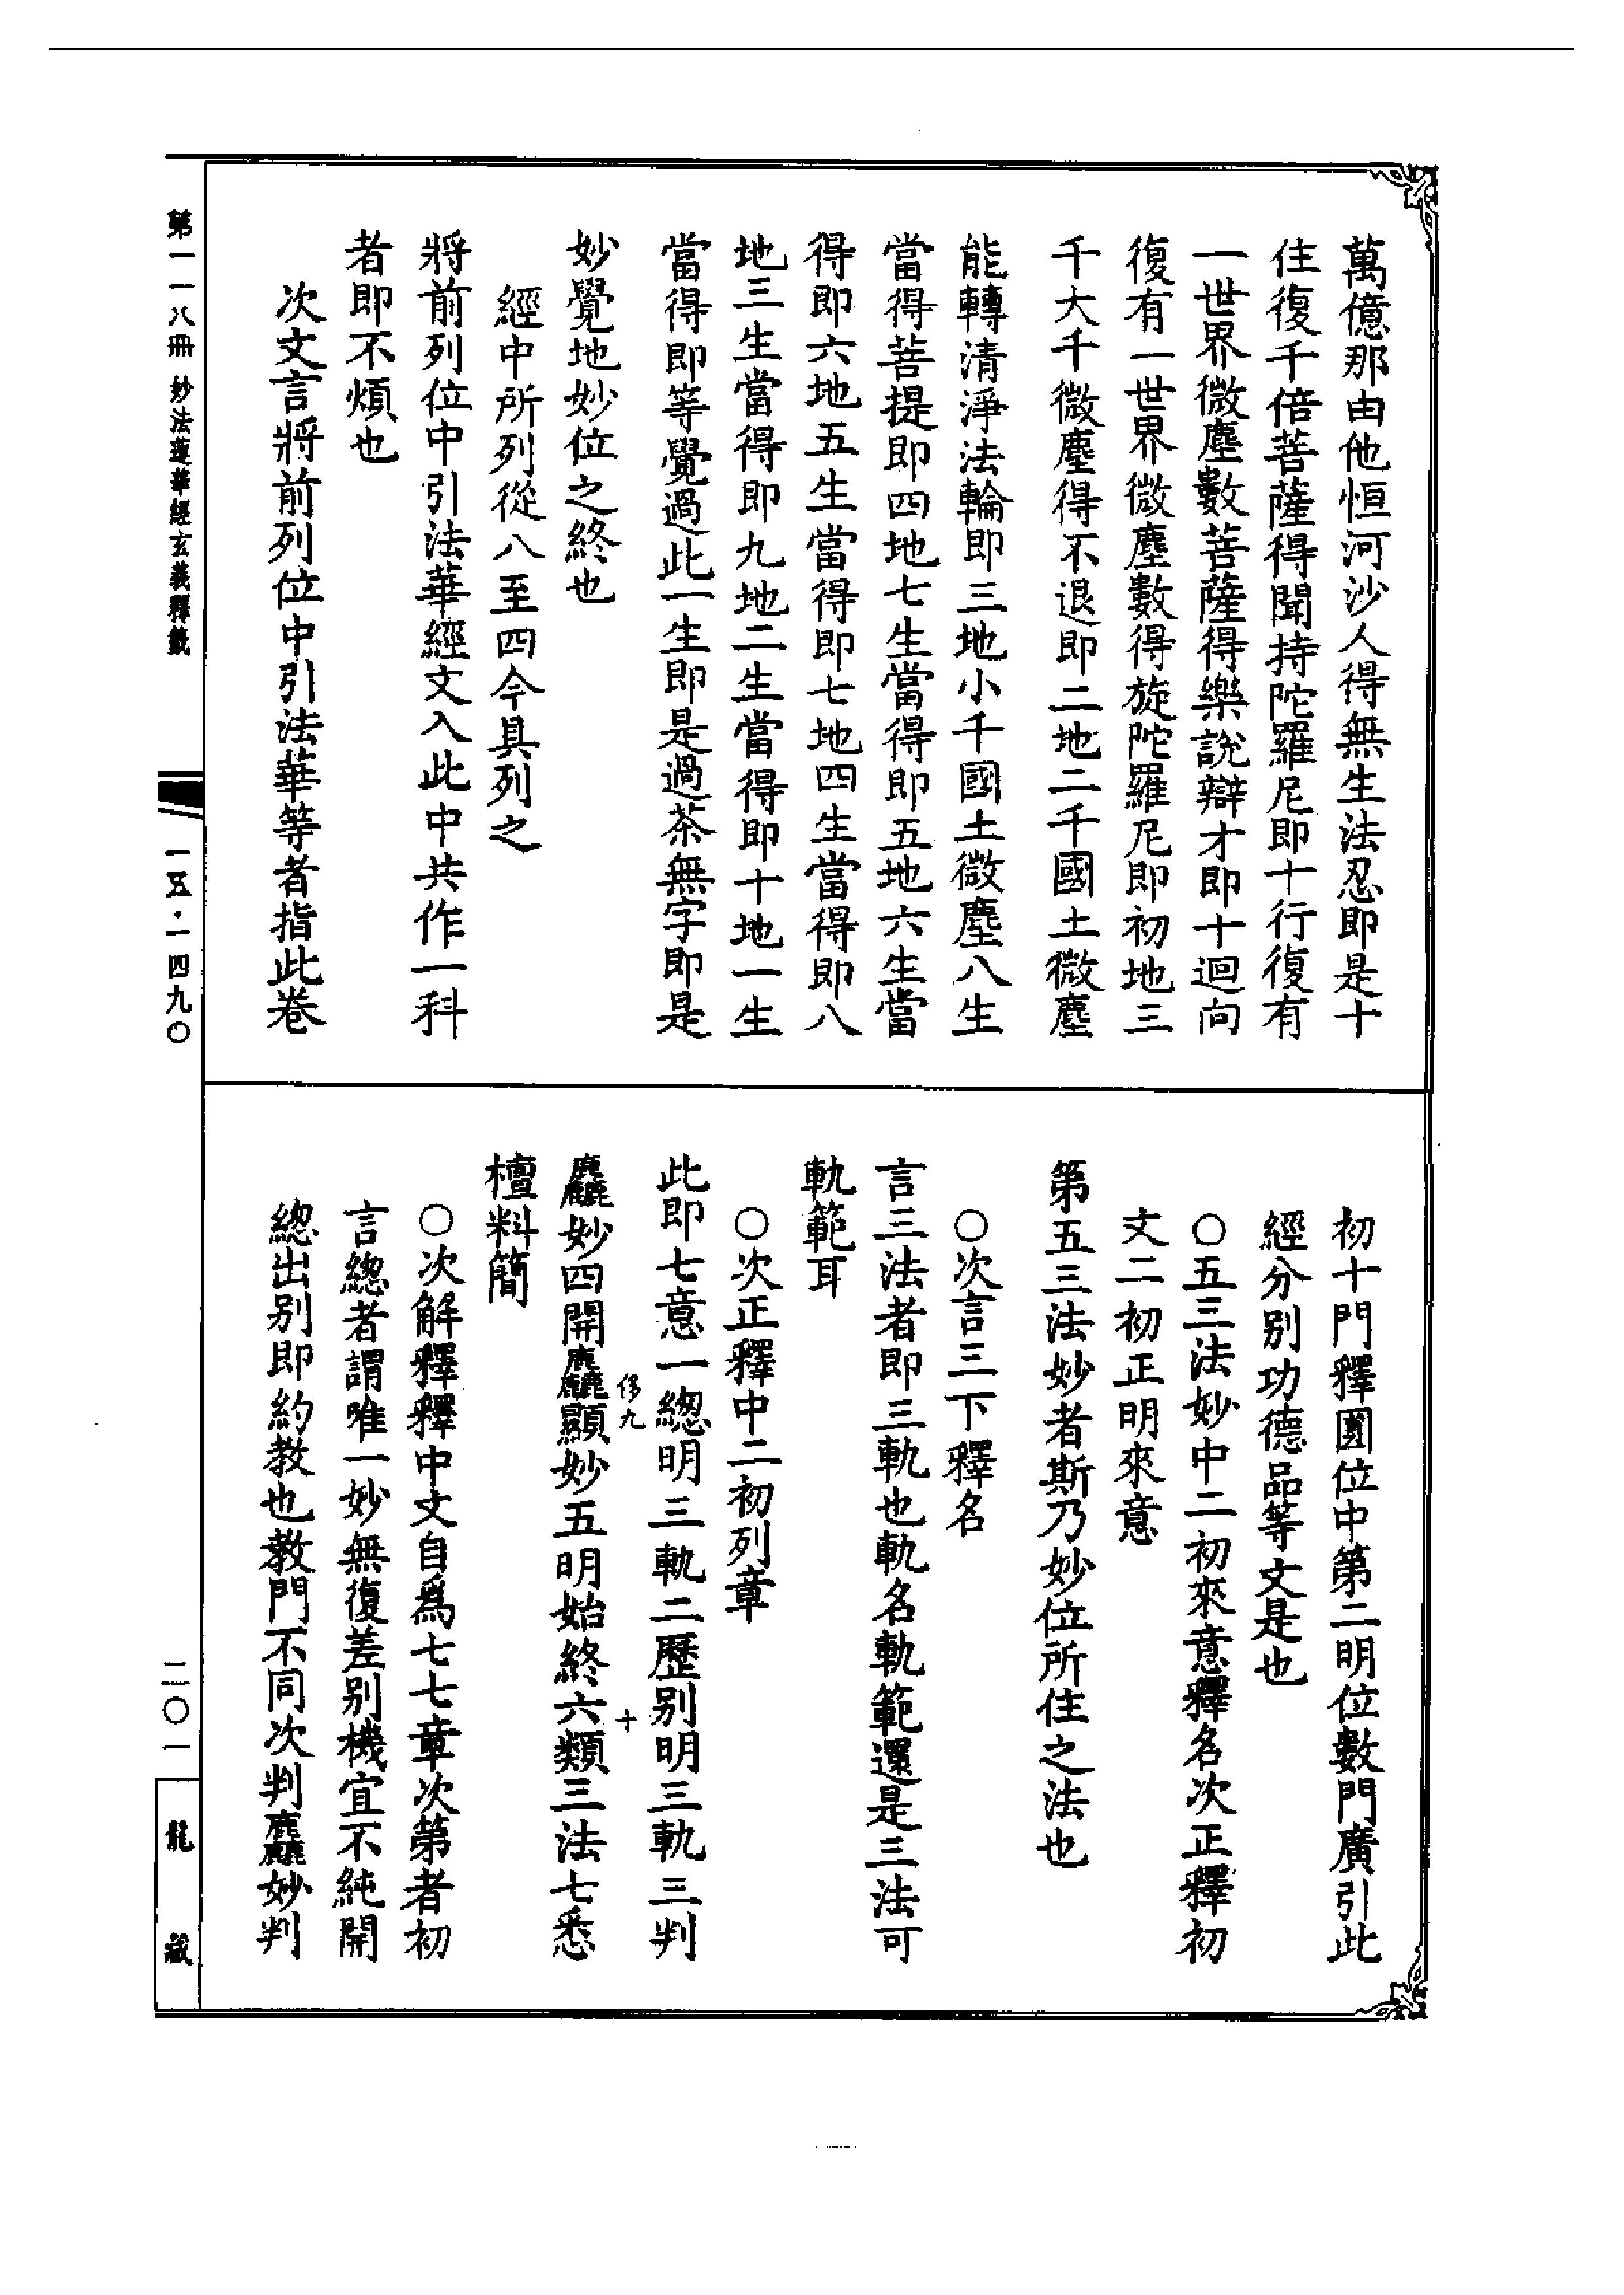 萬億那由他恒河沙人得無生法忍即是十
住復千倍菩薩得聞持陀羅尼即十行復有
一世界微塵數菩薩得樂說辯才即十迴向
復有一世界微塵數得旋陀羅尼即初地三
千大千微塵得不退即二地二千國土微塵
能轉清淨法輪即三地小千國土微塵八生
當得菩提即四地七生當得即五地六生當
得即六地五生當得即七地四生當得即八
地三生當得即九地二生當得即十地一生
當得即等覺過此一生即是過茶無字即是
妙覺地妙位之終也
經中所列從八至四今具列之
將前列位中引法華經文入此中共作一科
者即不煩也
次文言將前列位中引法華等者指此卷
初十門釋圓位中第二明位數門廣引此
經分別功德品等文是也
○五三法妙中二初來意釋名次正釋初
文二初正明來意
第五三法妙者斯乃妙位所住之法也
○次言三下釋名
言三法者即三軌也軌名軌範還是三法可
軌範耳
○次正釋中二初列章
此即七意一總明三軌二歷別明三軌三判
麤妙四開麤顯妙五明始終六類三法七悉
侈九
十
檀料簡
○次解釋釋中文自為七七章次第者初
言總者謂唯一妙無復差別機宜不純開
總出別即約教也教門不同次判麤妙判
第一一八冊 妙法蓮華經玄義釋籤
一五·一四九〇
二〇一
龍藏